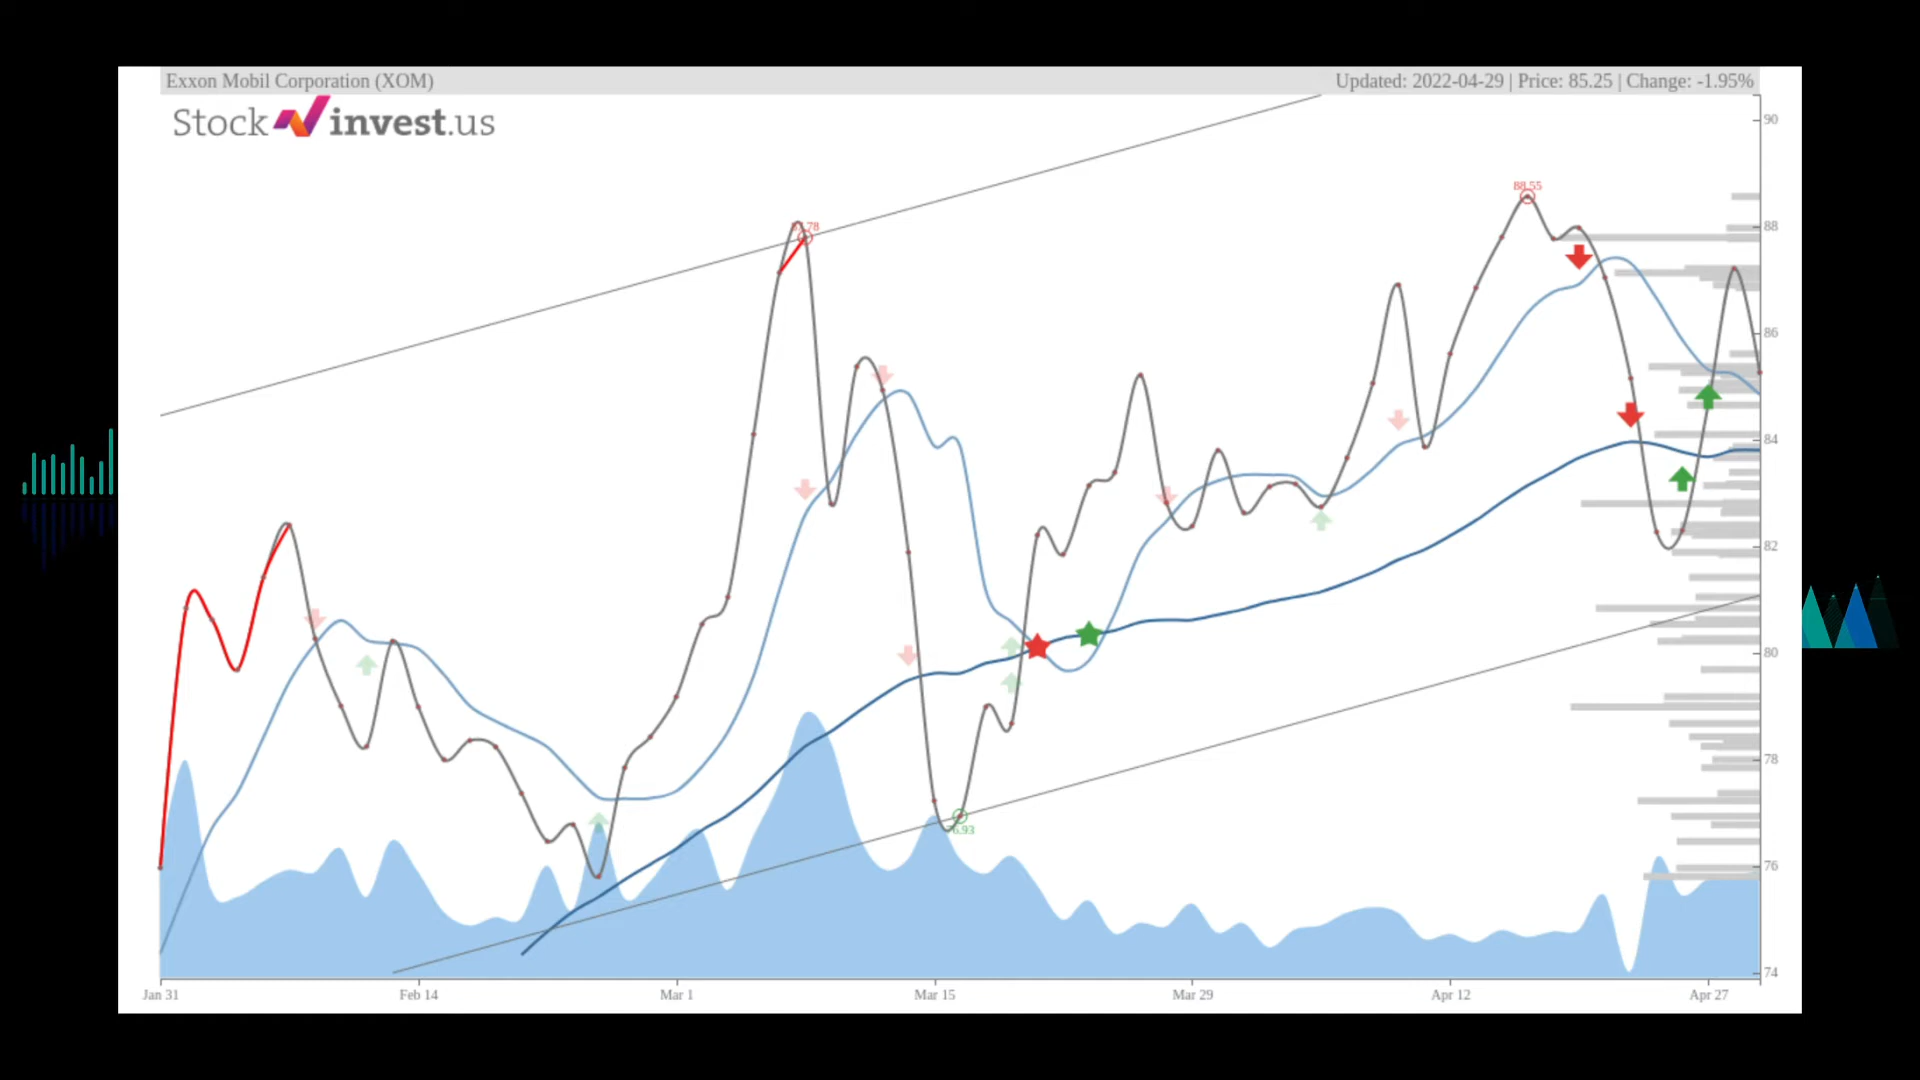 Exxon Mobil Corporation (XOM)
Updated: 2022-04-29 | Price: 85.25 | Change: -1.95%
Stock invest.us
90
88.55
88
86
84
82
80
78
76.93
76
74
Jan 31
Feb 14
Mar 1
Mar 15
Mar 29
Apr 12
Apr 27